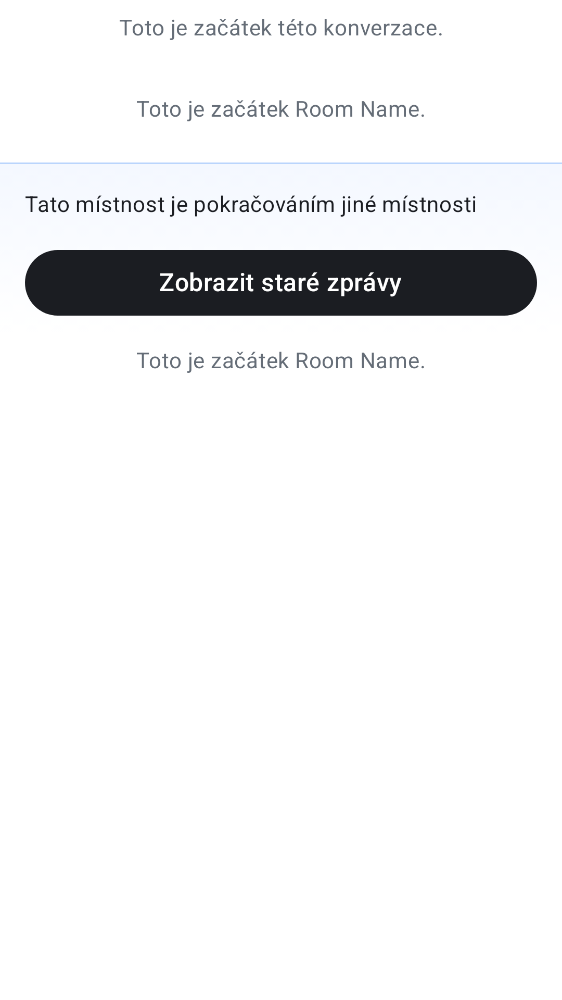 Toto je začátek této konverzace.
Toto je začátek Room Name.
Tato místnost je pokračováním jiné místnosti
Zobrazit staré zprávy
Toto je začátek Room Name.